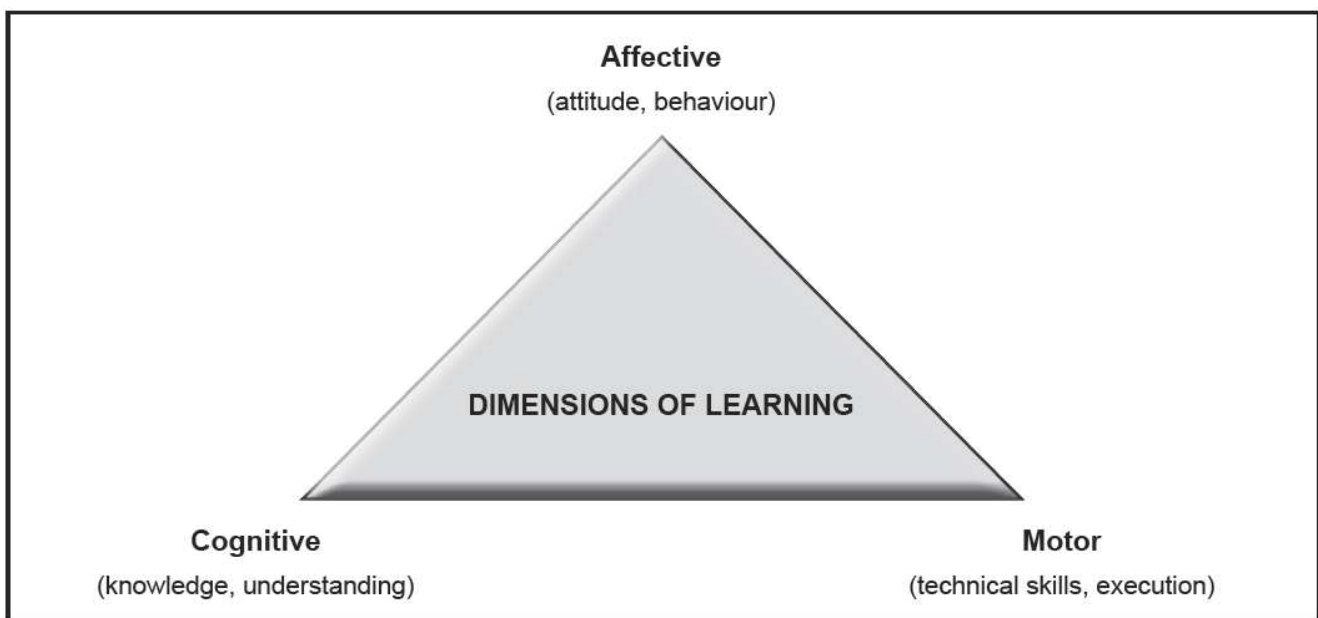 Affective
(attitude, behaviour)
DIMENSIONS OF LEARNING
Cognitive
(knowledge, understanding)
Motor
(technical skills, execution)